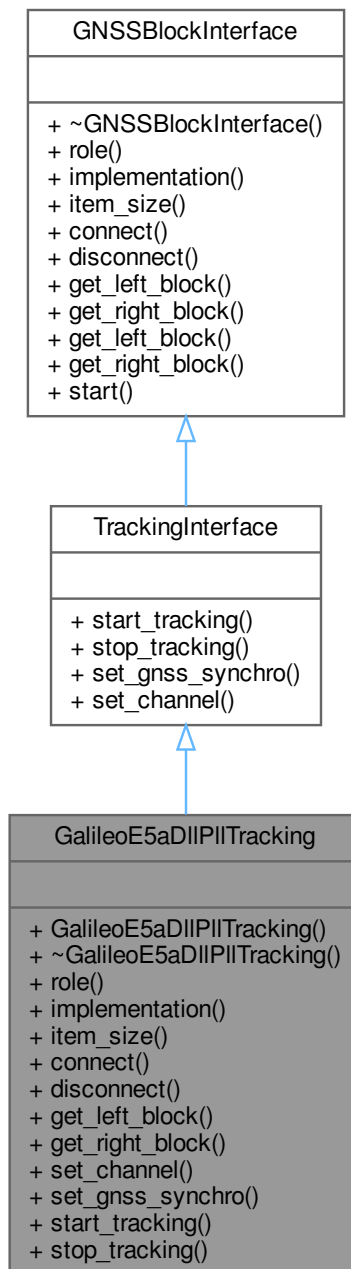 GNSSBlockInterface
+ ~GNSSBlockInterface()
+ role()
+ implementation()
+ item_size()
+ connect()
+ disconnect()
+ get_left_block()
+ get_right_block()
+ get_left_block()
+ get_right_block()
+ start()
TrackingInterface
+ start_tracking()
+ stop_tracking()
+ set_gnss_synchro()
+ set_channel()
GalileoE5aDllPllTracking
+ GalileoE5aDllPllTracking()
+ ~GalileoE5aDllPllTracking()
+ role()
+ implementation()
+ item_size()
+ connect()
+ disconnect()
+ get_left_block()
+ get_right_block()
+ set_channel()
+ set_gnss_synchro()
+ start_tracking()
+ stop_tracking()